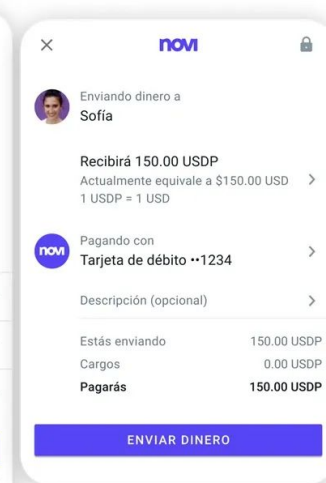 novi
Enviando dinero a
Sofía
Recibirá 150.00 USDP
Actualmente equivale a $150.00 USD
1 USDP = 1 USD
novi
Pagando con
Tarjeta de débito ••1234
Descripción (opcional)
Estás enviando 150.00 USDP
Cargos 0.00 USDP
Pagarás 150.00 USDP
ENVIAR DINERO